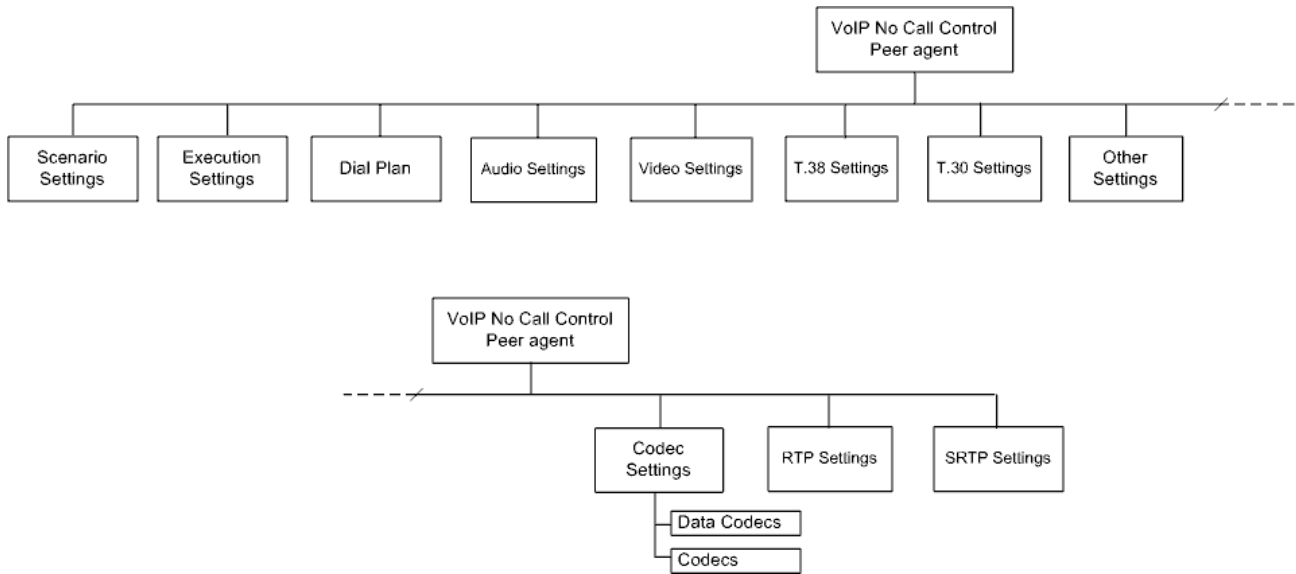 VoIP No Call Control
Peer agent
Scenario
Settings
Execution
Settings
Dial Plan
Audio Settings
Video Settings
T.38 Settings
T.30 Settings
Other
Settings
VoIP No Call Control
Peer agent
Codec
Settings
RTP Settings
SRTP Settings
Data Codecs
Codecs